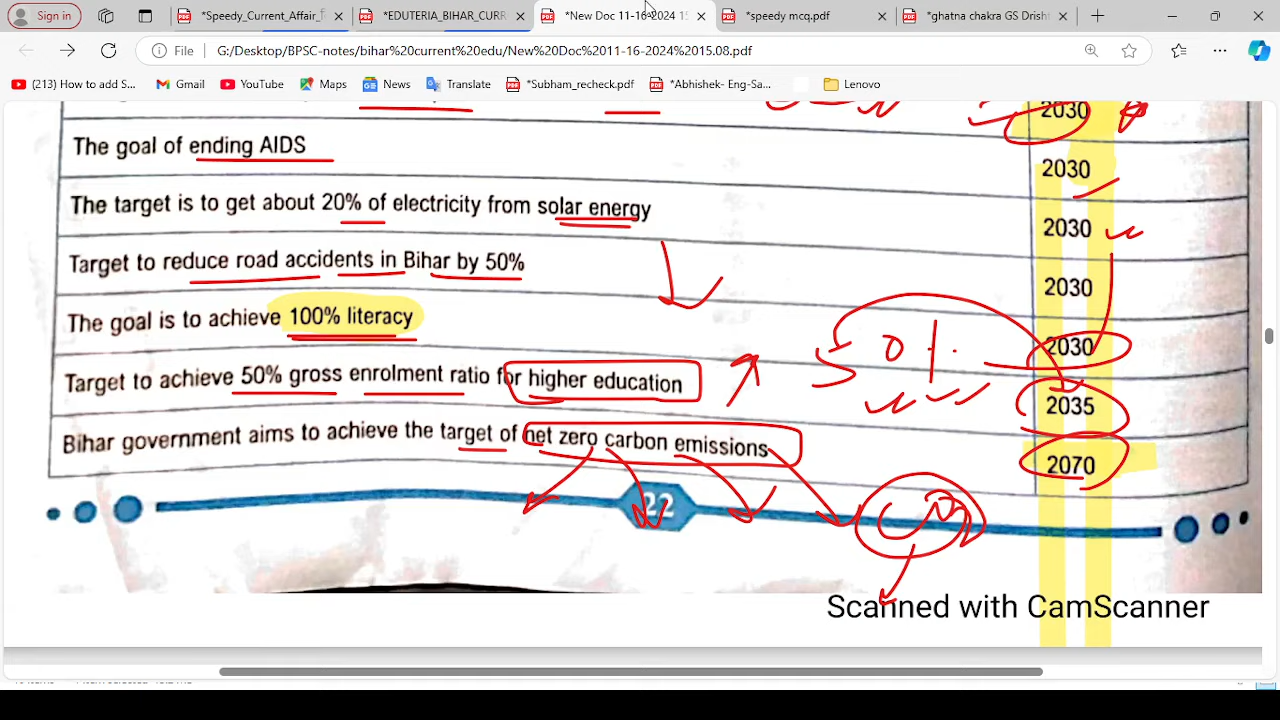 Sign in
*Speedy_Current_Affair_
*EDUTERIA_BIHAR_CURR
*New Doc 11-16-2024 15
*speedy mcq.pdf
*ghatna chakra GS Drisht
File
G:/Desktop/BPSC-notes/bihar%20current%20edu/New%20Doc%2011-16-2024%2015.08.pdf
(213) How to add S...
Gmail
YouTube
Maps
News
Translate
*Subham_recheck.pdf
*Abhishek- Eng-Sa...
Lenovo
2030
The goal of ending AIDS 2030
The target is to get about 20% of electricity from solar energy 2030
Target to reduce road accidents in Bihar by 50% 2030
The goal is to achieve 100% literacy 2030
50%
Target to achieve 50% gross enrolment ratio for higher education 2035
Bihar government aims to achieve the target of net zero carbon emissions 2070
22
Scanned with CamScanner